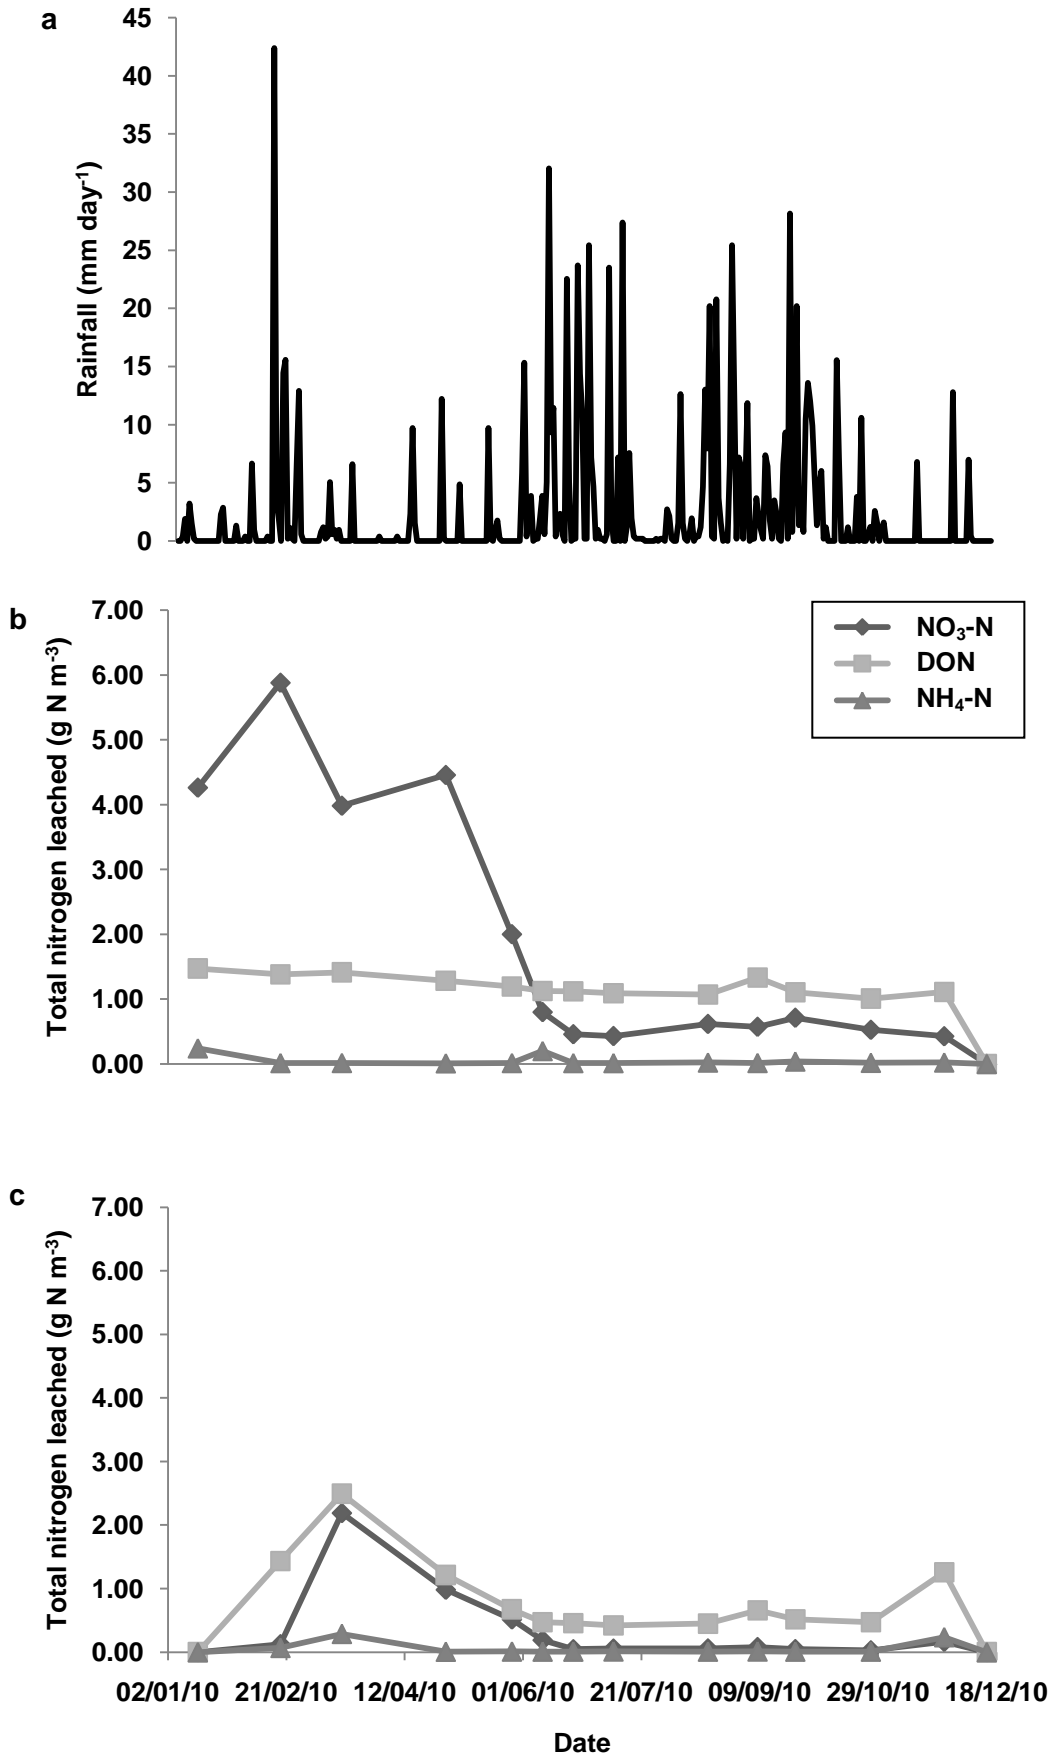 a
45
40
35
30
25
20
15
10
5
0
Rainfall (mm day-1)
b
7.00
6.00
5.00
4.00
3.00
2.00
1.00
0.00
Total nitrogen leached (g N m-3)
NO3-N
DON
NH4-N
c
7.00
6.00
5.00
4.00
3.00
2.00
1.00
0.00
Total nitrogen leached (g N m-3)
02/01/10 21/02/10 12/04/10 01/06/10 21/07/10 09/09/10 29/10/10 18/12/10
Date